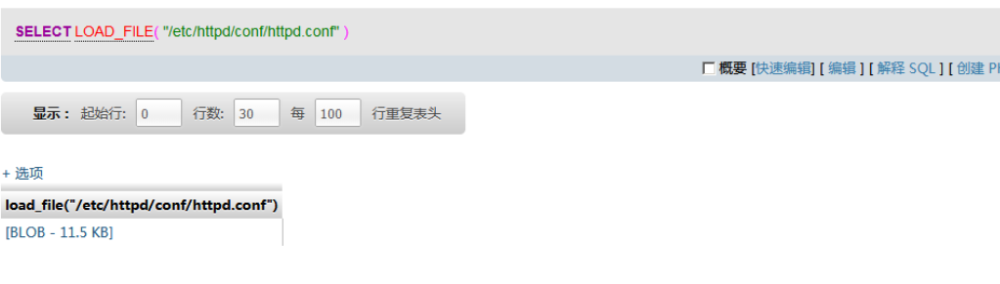 SELECT LOAD_FILE( "/etc/httpd/conf/httpd.conf" )
概要 [快速编辑] [ 编辑 ] [ 解释 SQL ] [ 创建
显示： 起始行: 0 行数: 30 每 100 行重复表头
+ 选项
load_file("/etc/httpd/conf/httpd.conf")
[BLOB - 11.5 KB]